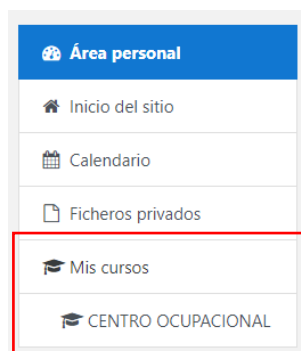 Área personal
Inicio del sitio
Calendario
Ficheros privados
Mis cursos
CENTRO OCUPACIONAL